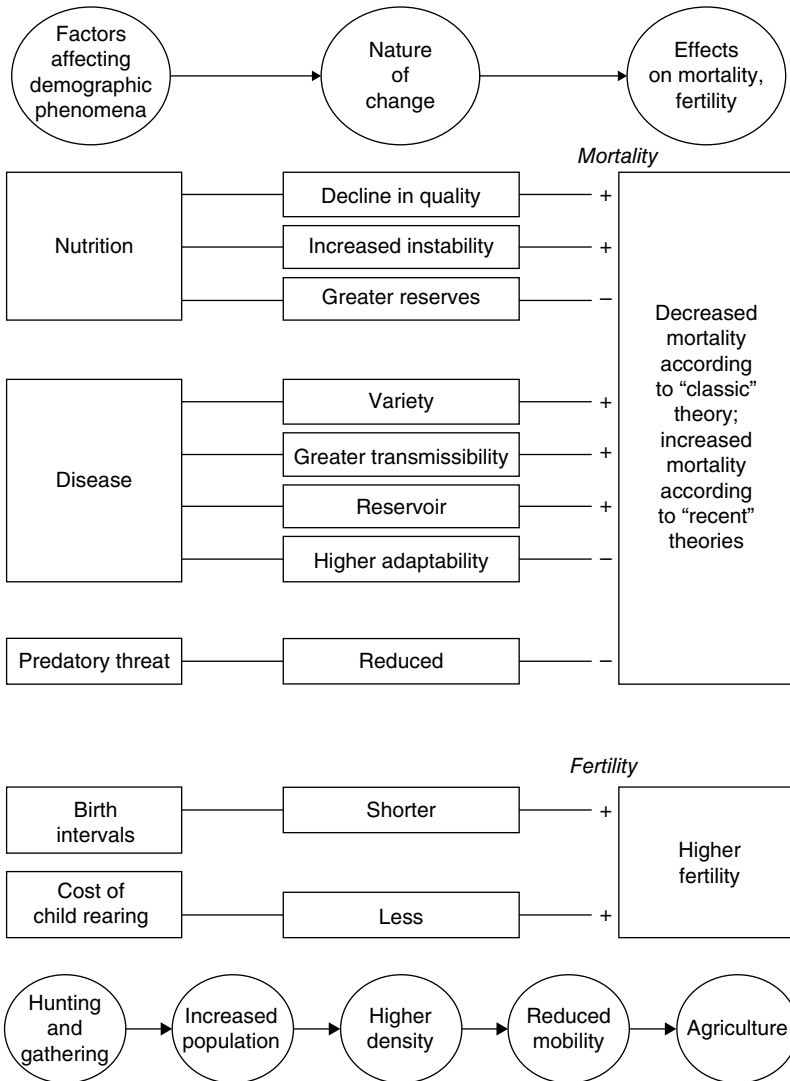 Factors
affecting
demographic
phenomena
Nature
of
change
Effects
on mortality,
fertility
Mortality
Nutrition
Decline in quality
+
Increased instability
+
Greater reserves
−
Disease
Variety
+
Greater transmissibility
+
Reservoir
+
Higher adaptability
−
Predatory threat
Reduced
−
Decreased
mortality
according
to “classic”
theory;
increased
mortality
according
to “recent”
theories
Fertility
Birth
intervals
Shorter
+
Cost of
child rearing
Less
+
Higher
fertility
Hunting
and
gathering
Increased
population
Higher
density
Reduced
mobility
Agriculture